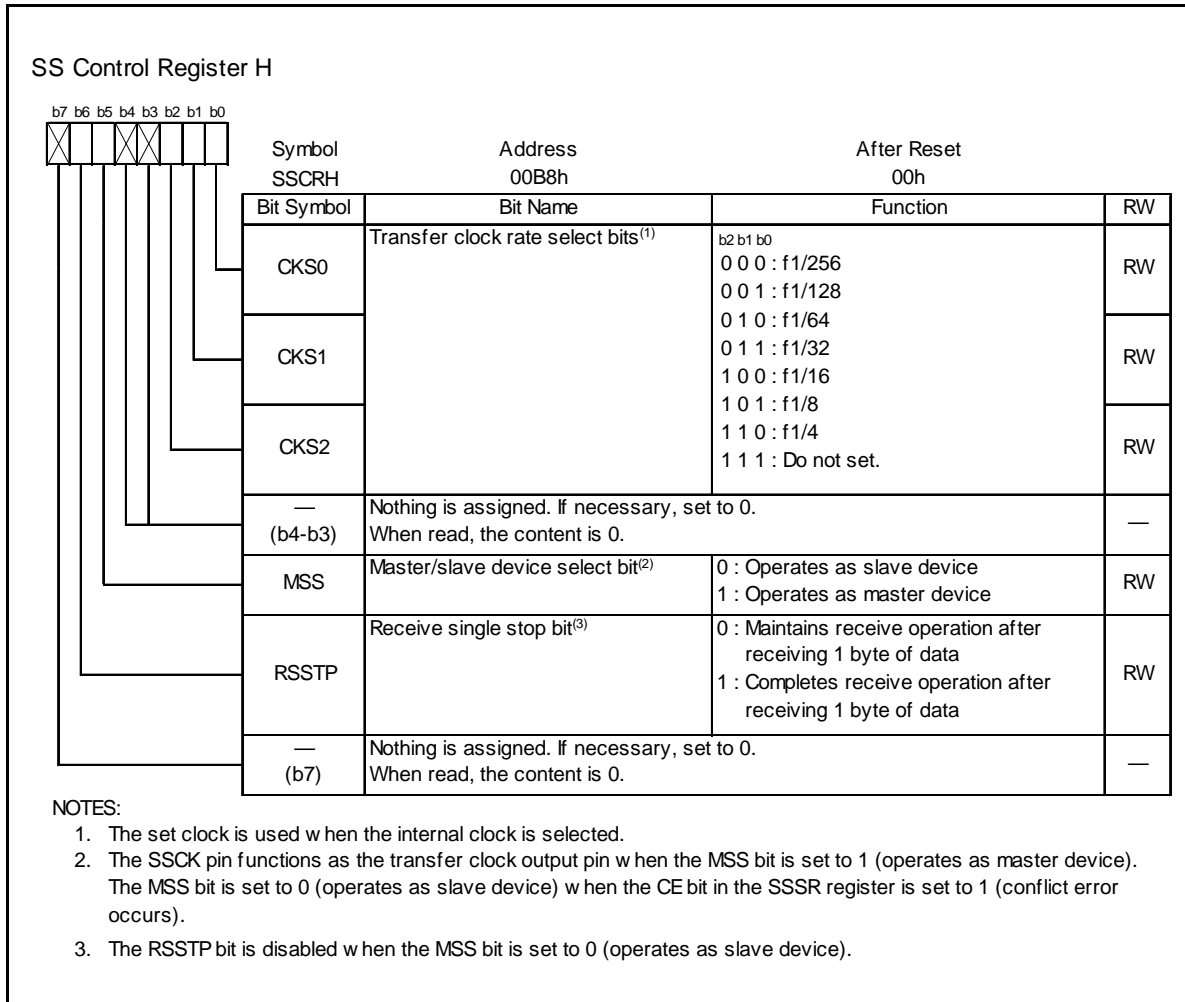 SS Control Register H
b7 b6 b5 b4 b3 b2 b1 b0
Symbol Address After Reset
SSCRH 00B8h 00h
Bit Symbol Bit Name Function RW
CKS0 Transfer clock rate select bits(1) b2 b1 b0
0 0 0 : f1/256 RW
0 0 1 : f1/128
0 1 0 : f1/64
CKS1 0 1 1 : f1/32 RW
1 0 0 : f1/16
1 0 1 : f1/8
CKS2 1 1 0 : f1/4 RW
1 1 1 : Do not set.
— Nothing is assigned. If necessary, set to 0. —
(b4-b3) When read, the content is 0.
MSS Master/slave device select bit(2) 0 : Operates as slave device RW
1 : Operates as master device
RSSTP Receive single stop bit(3) 0 : Maintains receive operation after RW
receiving 1 byte of data
1 : Completes receive operation after
receiving 1 byte of data
— Nothing is assigned. If necessary, set to 0. —
(b7) When read, the content is 0.
NOTES:
1. The set clock is used when the internal clock is selected.
2. The SSCK pin functions as the transfer clock output pin when the MSS bit is set to 1 (operates as master device).
The MSS bit is set to 0 (operates as slave device) when the CE bit in the SSSR register is set to 1 (conflict error
occurs).
3. The RSSTP bit is disabled when the MSS bit is set to 0 (operates as slave device).